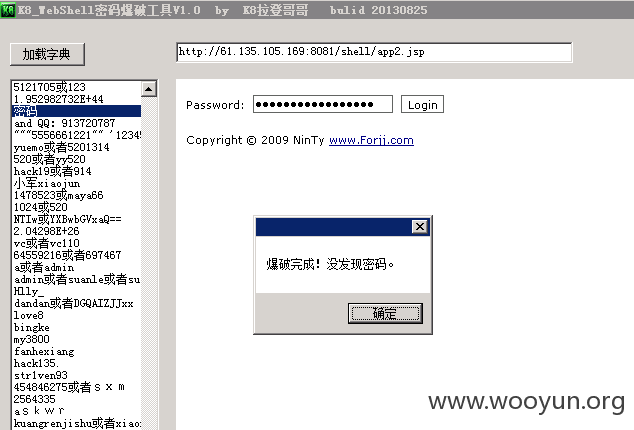 K8_WebShell密码爆破工具V1.0 by K8拉登哥哥 bulid 20130825
加载字典
http://61.135.105.169:8081/shell/app2.jsp
5121705或123
1.952982732E+44
密码
and QQ: 913720787
"""5556661221"" '12345
yuemo或者5201314
520或者yy520
hack19或者914
小军xiaojun
1478523或maya66
1024或520
NTIw或YXBwbGVxaQ==
2.04298E+26
vc或者vc110
64559216或者697467
a或者admin
admin或者suanle或者su
Hlly_
dandan或者DGQAIZJJxx
love8
bingke
my3800
fanhexiang
hack135.
str1ven93
454846275或者ｓｘｍ
2564335
aｓｋｗｒ
kuangrenjishu或者xiao
Password: ●●●●●●●●●●●●●●●●● Login
Copyright © 2009 NinTy www.Forjj.com
爆破完成！没发现密码。
确定
www.wooyun.org